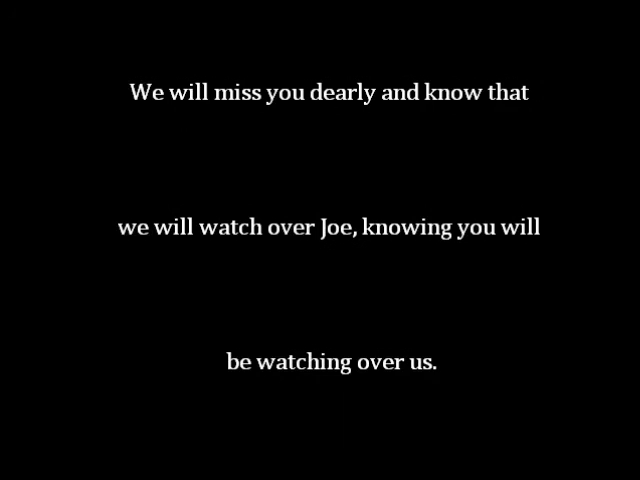 We will miss you dearly and know that
we will watch over Joe, knowing you will
be watching over us.